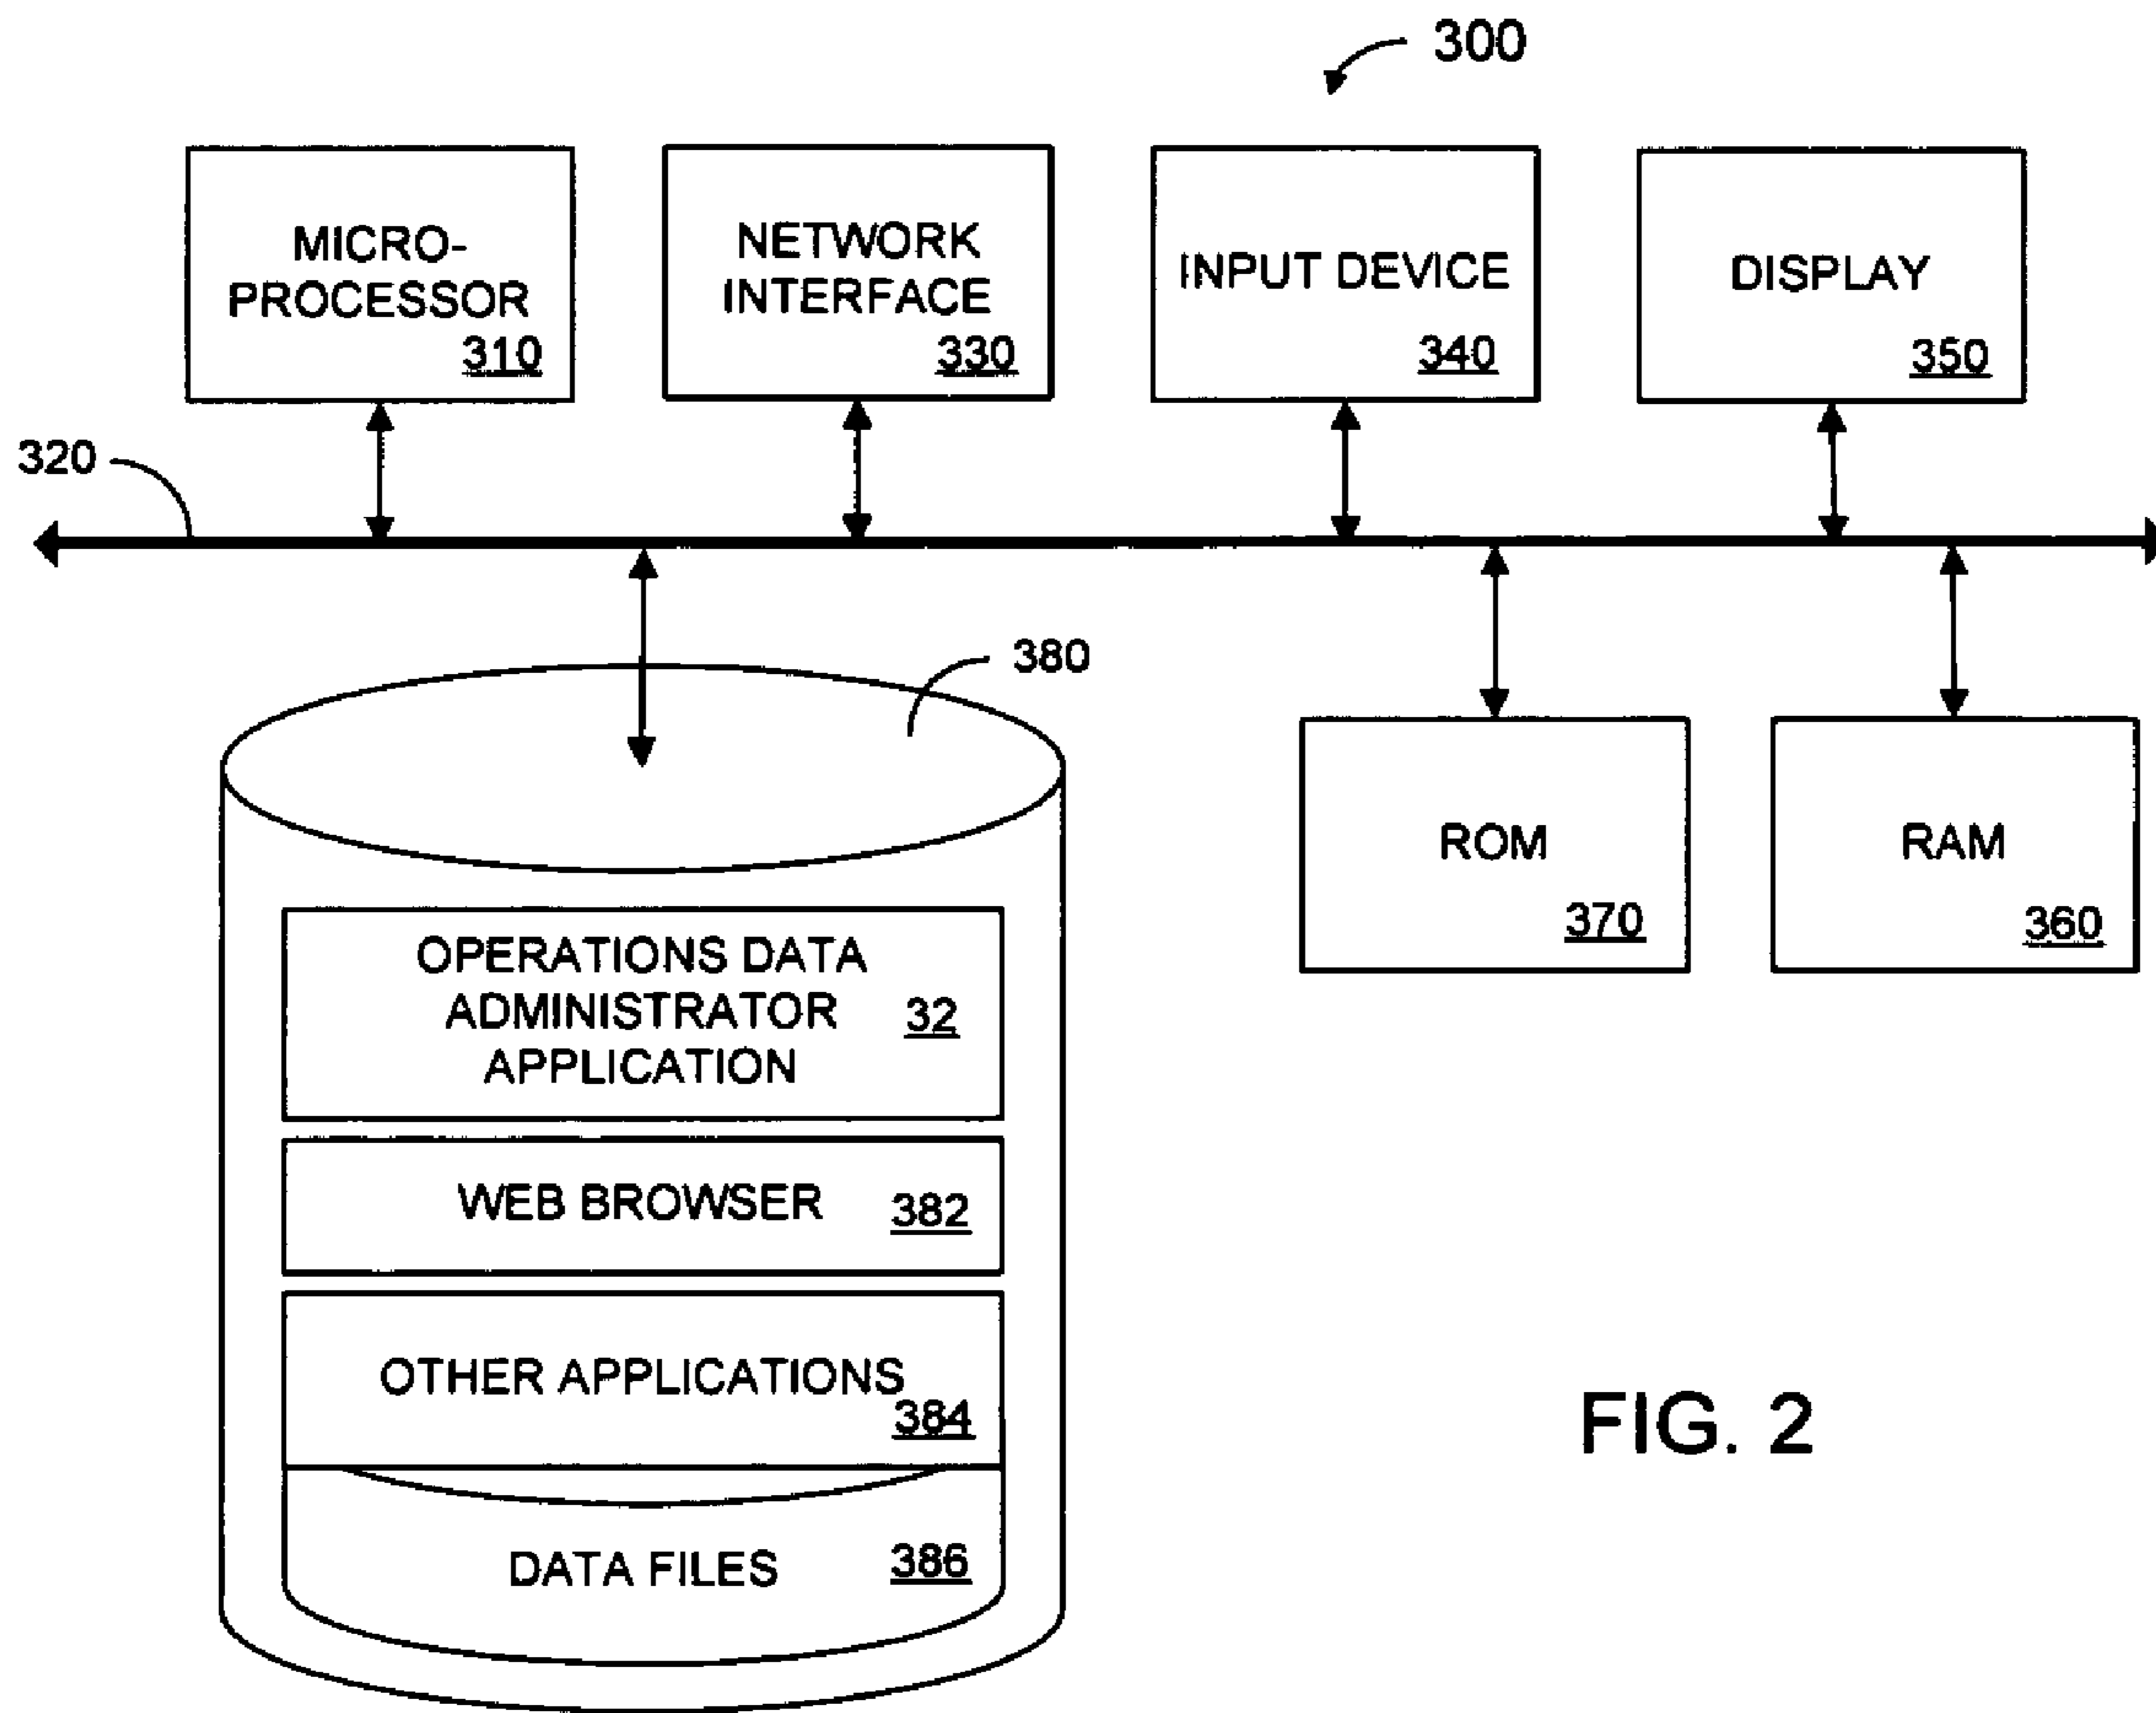 300
MICRO-
PROCESSOR
310
NETWORK
INTERFACE
330
INPUT DEVICE
340
DISPLAY
350
320
380
ROM
370
RAM
360
OPERATIONS DATA
ADMINISTRATOR
APPLICATION
32
WEB BROWSER
382
OTHER APPLICATIONS
384
DATA FILES
386
FIG. 2